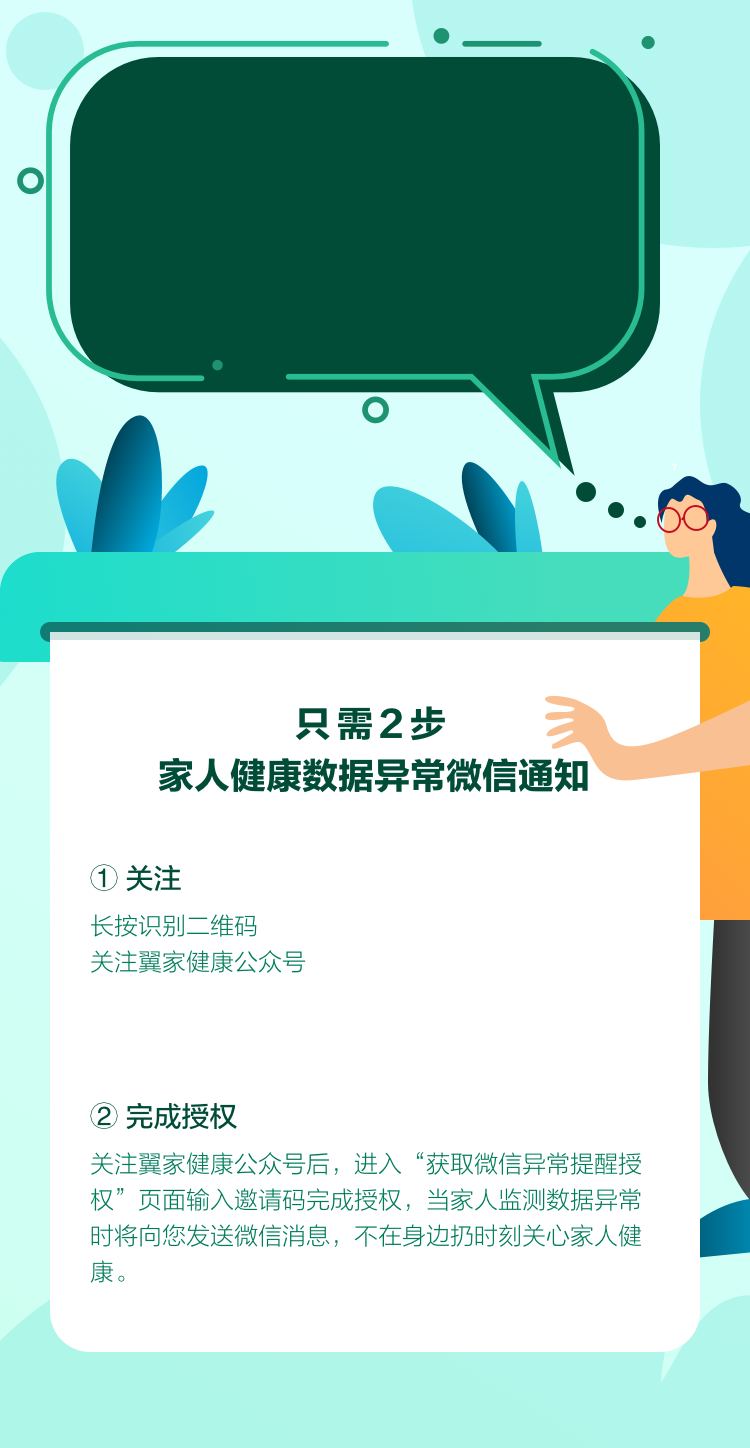 只需2步
家人健康数据异常微信通知
① 关注
长按识别二维码
关注翼家健康公众号
② 完成授权
关注翼家健康公众号后，进入“获取微信异常提醒授
权”页面输入邀请码完成授权，当家人监测数据异常
时将向您发送微信消息，不在身边扔时刻关心家人健
康。